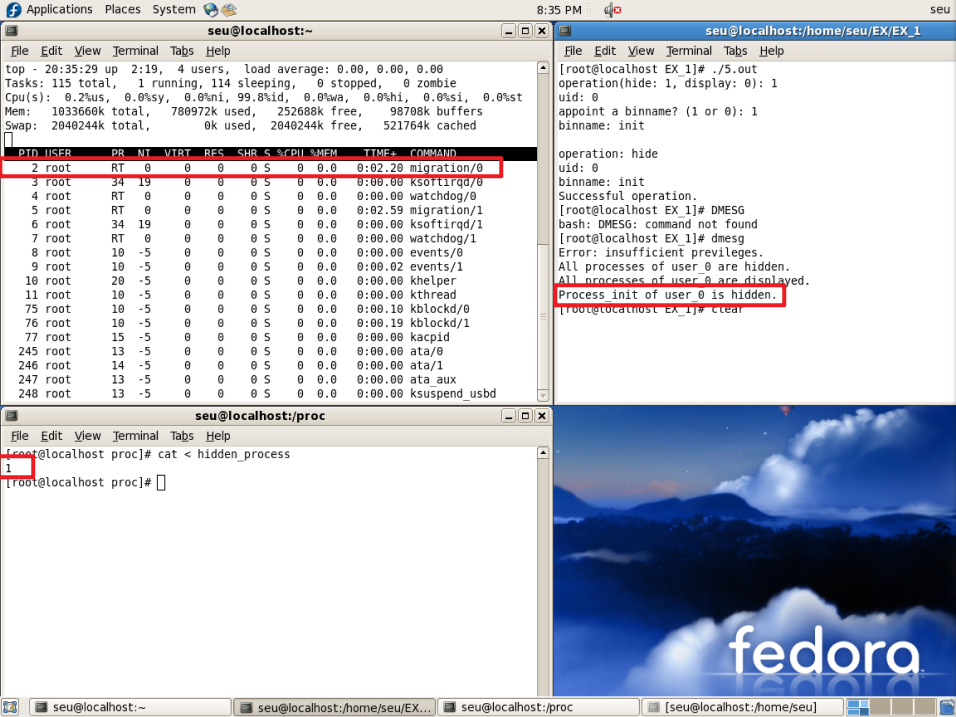 Applications Places System 8:35 PM seu
seu@localhost:~
File Edit View Terminal Tabs Help
top - 20:35:29 up 2:19, 4 users, load average: 0.00, 0.00, 0.00
Tasks: 115 total, 1 running, 114 sleeping, 0 stopped, 0 zombie
Cpu(s): 0.2%us, 0.0%sy, 0.0%ni, 99.8%id, 0.0%wa, 0.0%hi, 0.0%si, 0.0%st
Mem: 1033660k total, 780972k used, 252688k free, 98708k buffers
Swap: 2040244k total, 0k used, 2040244k free, 521764k cached
PID USER PR NI VIRT RES SHR S %CPU %MEM TIME+ COMMAND
2 root RT 0 0 0 0 S 0 0.0 0:02.20 migration/0
3 root 34 19 0 0 0 S 0 0.0 0:00.00 ksoftirqd/0
4 root RT 0 0 0 0 S 0 0.0 0:00.00 watchdog/0
5 root RT 0 0 0 0 S 0 0.0 0:02.59 migration/1
6 root 34 19 0 0 0 S 0 0.0 0:00.00 ksoftirqd/1
7 root RT 0 0 0 0 S 0 0.0 0:00.00 watchdog/1
8 root 10 -5 0 0 0 S 0 0.0 0:00.00 events/0
9 root 10 -5 0 0 0 S 0 0.0 0:00.02 events/1
10 root 20 -5 0 0 0 S 0 0.0 0:00.00 khelper
11 root 10 -5 0 0 0 S 0 0.0 0:00.00 kthread
75 root 10 -5 0 0 0 S 0 0.0 0:00.10 kblockd/0
76 root 10 -5 0 0 0 S 0 0.0 0:00.19 kblockd/1
77 root 15 -5 0 0 0 S 0 0.0 0:00.00 kacpid
245 root 13 -5 0 0 0 S 0 0.0 0:00.00 ata/0
246 root 14 -5 0 0 0 S 0 0.0 0:00.00 ata/1
247 root 13 -5 0 0 0 S 0 0.0 0:00.00 ata_aux
248 root 13 -5 0 0 0 S 0 0.0 0:00.00 ksuspend_usbd
seu@localhost:/home/seu/EX/EX_1
File Edit View Terminal Tabs Help
[root@localhost EX_1]# ./5.out
operation(hide: 1, display: 0): 1
uid: 0
appoint a binname? (1 or 0): 1
binname: init
operation: hide
uid: 0
binname: init
Successful operation.
[root@localhost EX_1]# DMESG
bash: DMESG: command not found
[root@localhost EX_1]# dmesg
Error: insufficient previleges.
All processes of user_0 are hidden.
All processes of user_0 are displayed.
Process_init of user_0 is hidden.
[root@localhost EX_1]# clear
seu@localhost:/proc
File Edit View Terminal Tabs Help
[root@localhost proc]# cat < hidden_process
1
[root@localhost proc]#
fedora
seu@localhost:~ seu@localhost:/home/seu/EX... seu@localhost:/proc [seu@localhost:/home/seu]